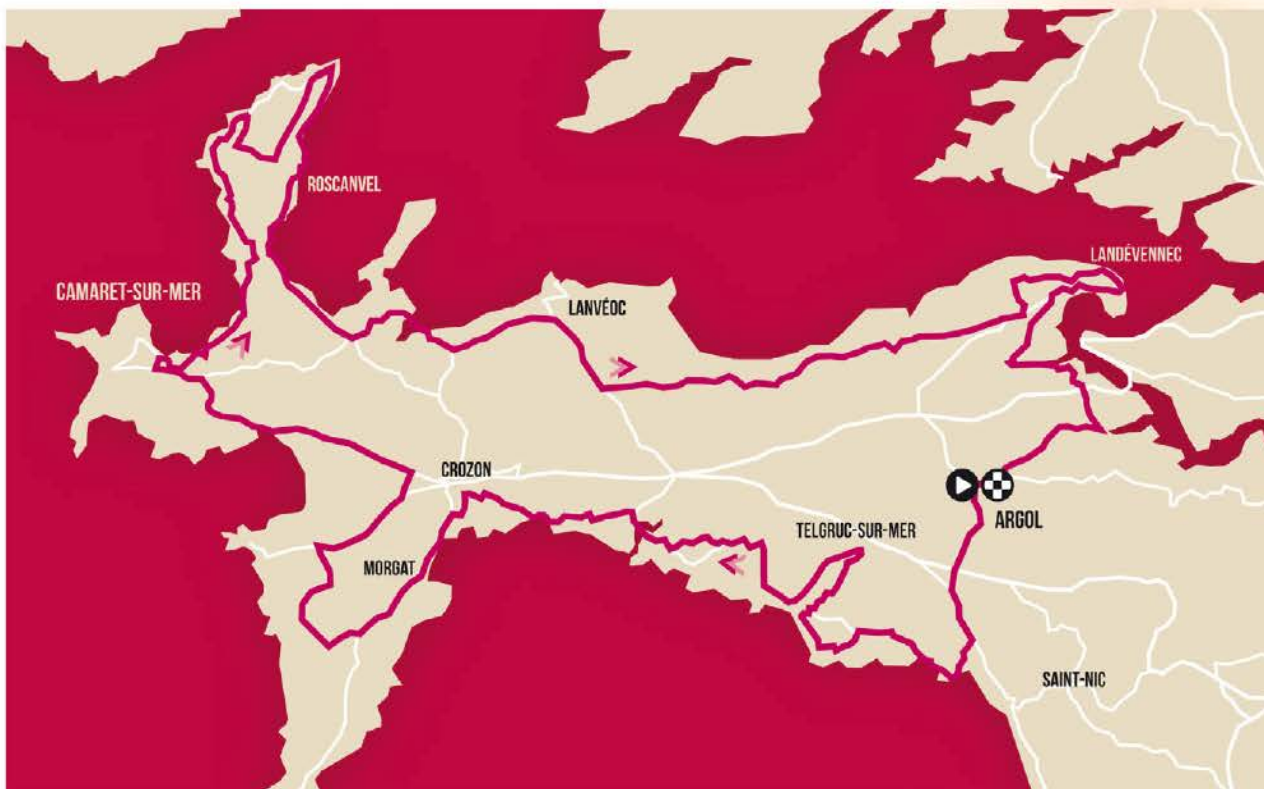 ROSCANVEL
LANDÉVENNEC
CAMARET-SUR-MER
LANVÉOC
CROZON
ARGOL
TELGRUC-SUR-MER
MORGAT
SAINT-NIC